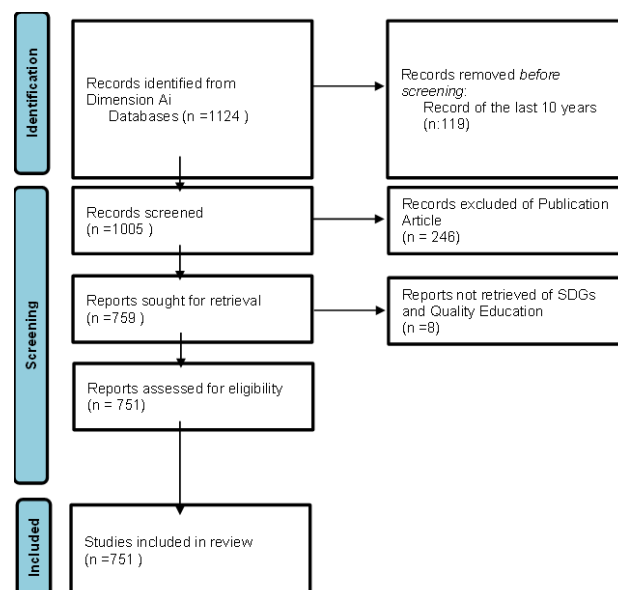 Identification
Records identified from
Dimension Ai
Databases (n =1124 )
Records removed before
screening:
Record of the last 10 years
(n:119)
Screening
Records screened
(n =1005 )
Records excluded of Publication
Article
(n = 246)
Reports sought for retrieval
(n =759 )
Reports not retrieved of SDGs
and Quality Education
(n =8)
Reports assessed for eligibility
(n = 751)
Included
Studies included in review
(n =751 )